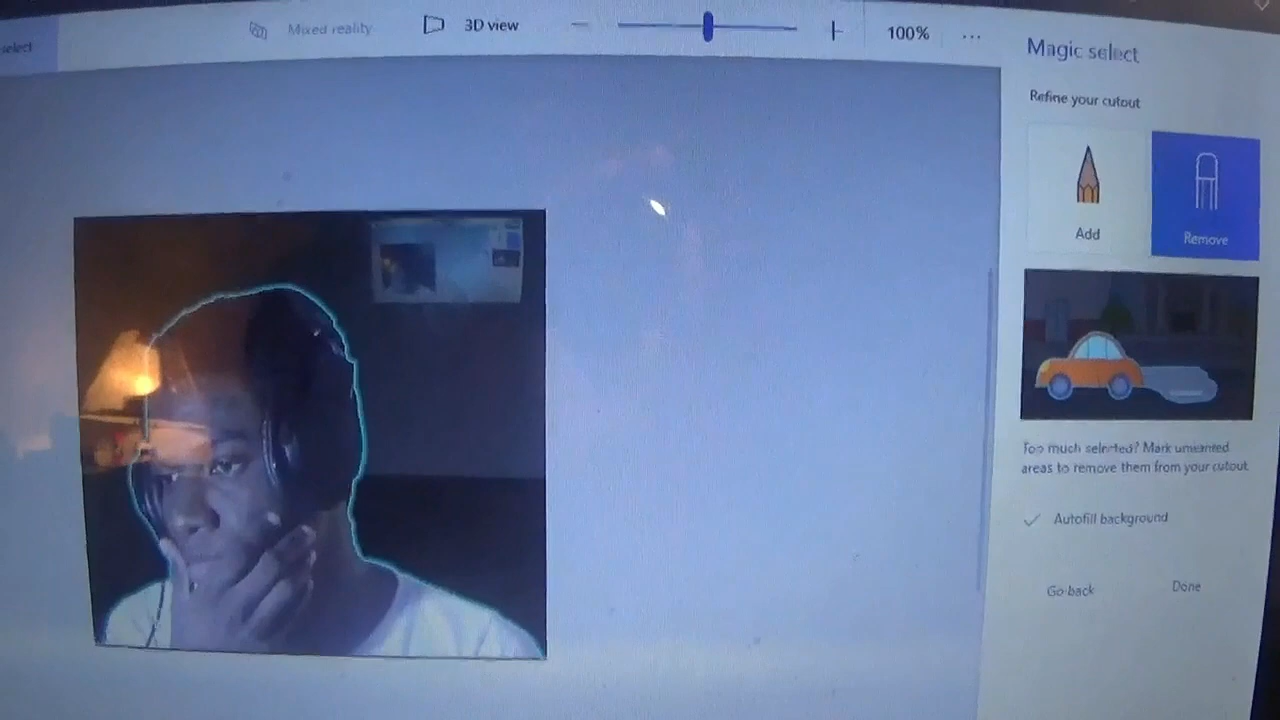 select
Mixed reality
3D view
100%
...
Magic select
Refine your cutout
Add
Remove
Too much selected? Mark unwanted
areas to remove them from your cutout
Autofill background
Go back
Done